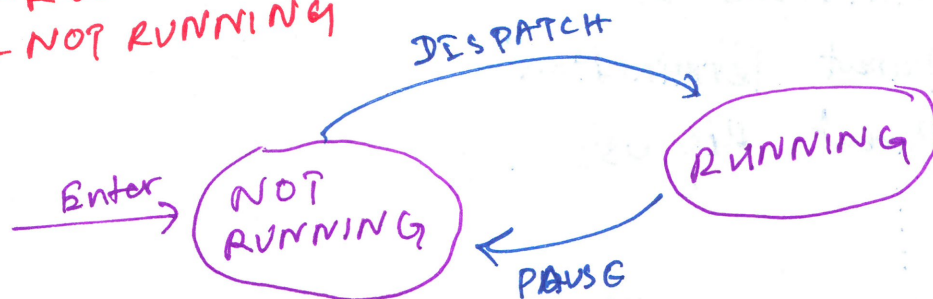 - NOT RUNNING
DISPATCH
Enter
NOT
RUNNING
RUNNING
PAUSE